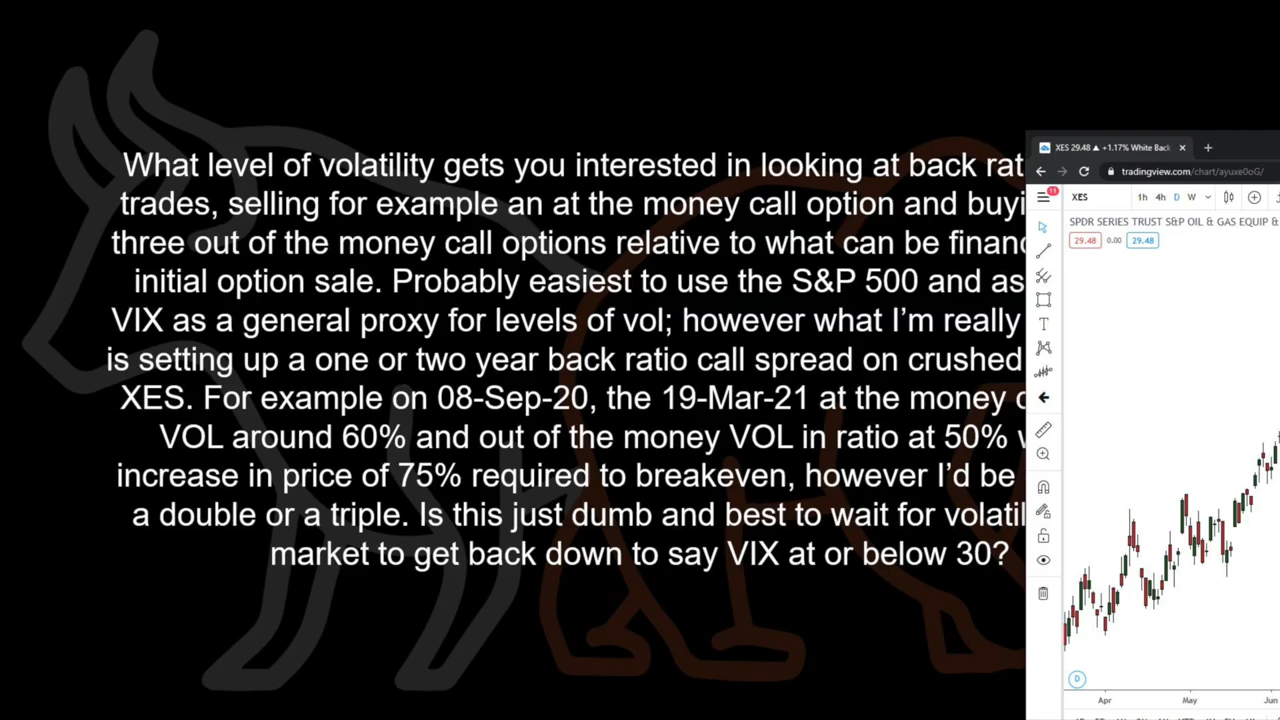 What level of volatility gets you interested in looking at back rat
trades, selling for example an at the money call option and buyi
three out of the money call options relative to what can be financ
initial option sale. Probably easiest to use the S&P 500 and as
VIX as a general proxy for levels of vol; however what I'm really
is setting up a one or two year back ratio call spread on crushed
XES. For example on 08-Sep-20, the 19-Mar-21 at the money
VOL around 60% and out of the money VOL in ratio at 50%
increase in price of 75% required to breakeven, however I'd be
a double or a triple. Is this just dumb and best to wait for volatil
market to get back down to say VIX at or below 30?
XES 29.48 ▲ +1.17% White Back
tradingview.com/chart/ayuxe0oG/
11
XES
1h 4h D W
SPDR SERIES TRUST S&P OIL & GAS EQUIP &
29.48 0.00 29.48
D
Apr May Jun